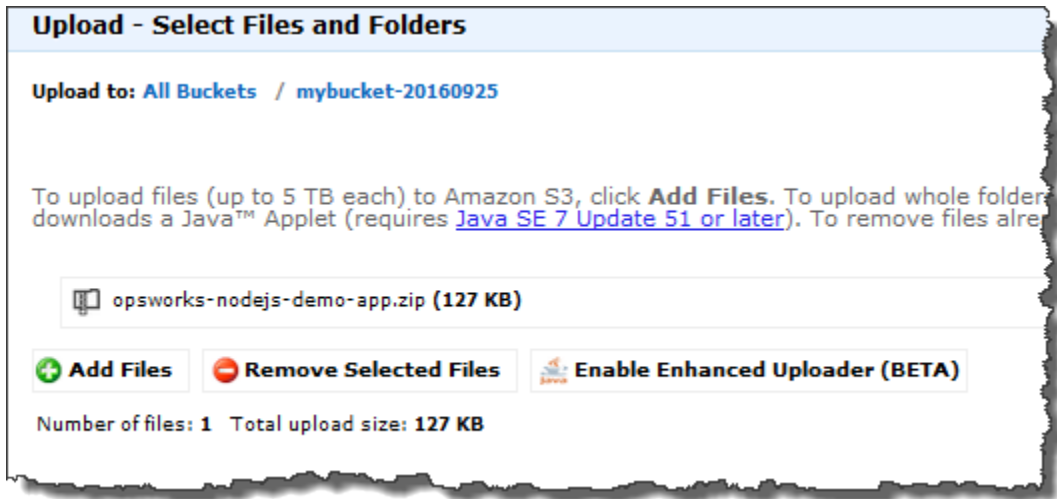 Upload - Select Files and Folders
Upload to: All Buckets / mybucket-20160925
To upload files (up to 5 TB each) to Amazon S3, click Add Files. To upload whole folder
downloads a Java™ Applet (requires Java SE 7 Update 51 or later). To remove files alre
opsworks-nodejs-demo-app.zip (127 KB)
Add Files Remove Selected Files Java Enable Enhanced Uploader (BETA)
Number of files: 1 Total upload size: 127 KB